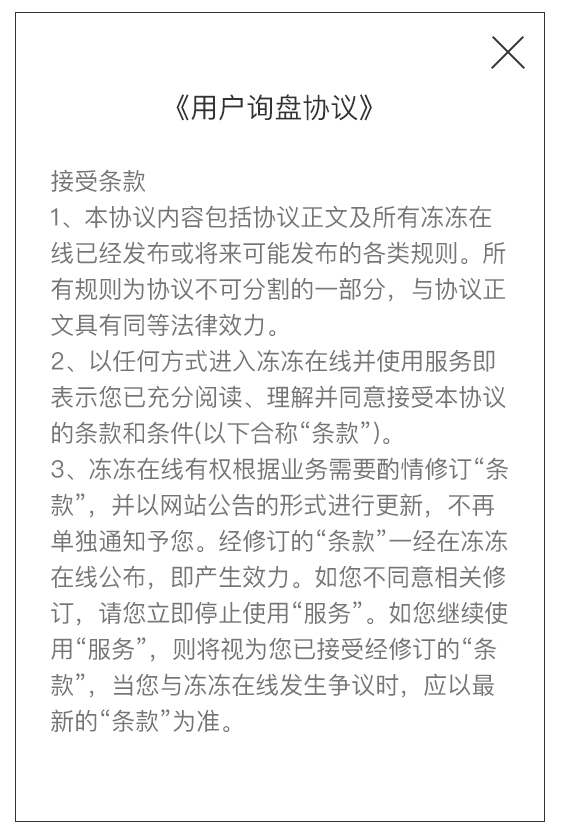 《用户询盘协议》
接受条款
1、本协议内容包括协议正文及所有冻冻在
线已经发布或将来可能发布的各类规则。所
有规则为协议不可分割的一部分，与协议正
文具有同等法律效力。
2、以任何方式进入冻冻在线并使用服务即
表示您已充分阅读、理解并同意接受本协议
的条款和条件(以下合称“条款”)。
3、冻冻在线有权根据业务需要酌情修订“条
款”，并以网站公告的形式进行更新，不再
单独通知予您。经修订的“条款”一经在冻冻
在线公布，即产生效力。如您不同意相关修
订，请您立即停止使用“服务”。如您继续使
用“服务”，则将视为您已接受经修订的“条
款”，当您与冻冻在线发生争议时，应以最
新的“条款”为准。